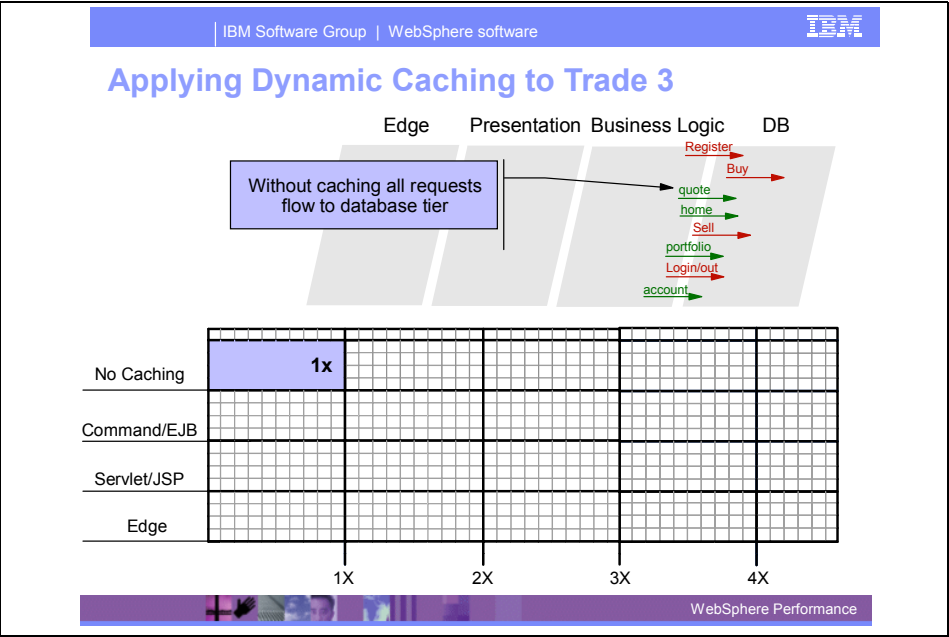 IBM Software Group | WebSphere software
IBM
Applying Dynamic Caching to Trade 3
Edge Presentation Business Logic DB
Register
Buy
Without caching all requests
flow to database tier
quote
home
Sell
portfolio
Login/out
account
No Caching
1x
Command/EJB
Servlet/JSP
Edge
1X 2X 3X 4X
WebSphere Performance